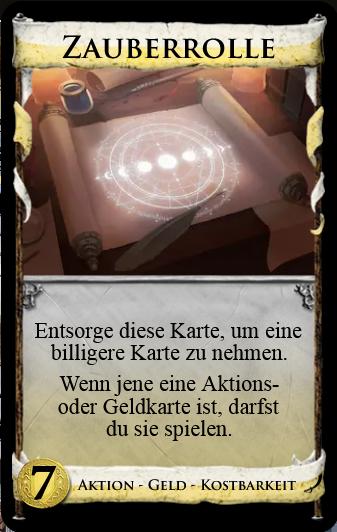 Zauberrolle
Entsorge diese Karte, um eine
billigere Karte zu nehmen.
Wenn jene eine Aktions-
oder Geldkarte ist, darfst
du sie spielen.
7 Aktion - Geld - Kostbarkeit